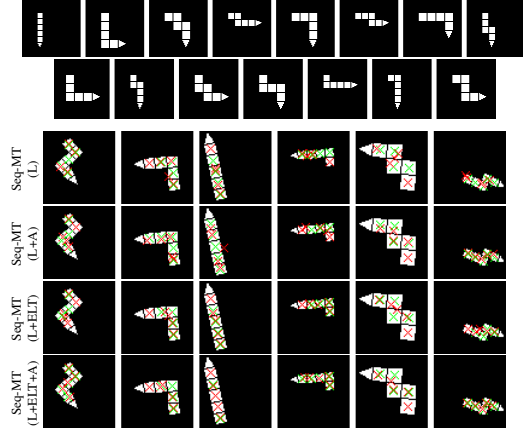 Seq-MT
(L)
Seq-MT
(L+A)
Seq-MT
(L+ELT)
Seq-MT
(L+ELT+A)